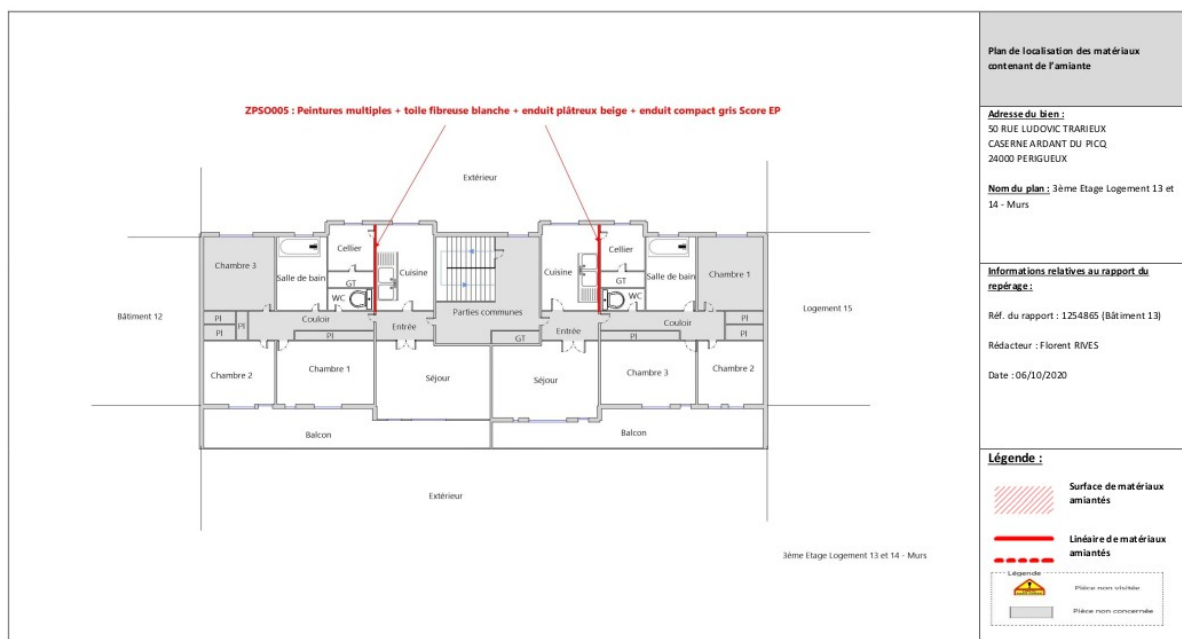 ZPSO005 : Peintures multiples + toile fibreuse blanche + enduit plâtreux beige + enduit compact gris Score EP
Extérieur
Chambre 3
Salle de bain
Cellier
GT
WC
Cuisine
Parties communes
Cuisine
Cellier
GT
WC
Salle de bain
Chambre 1
Bâtiment 12
Logement 15
Pl
Pl
Pl
Couloir
Pl
Entrée
GT
Entrée
Couloir
Pl
Pl
Pl
Chambre 2
Chambre 1
Séjour
Séjour
Chambre 3
Chambre 2
Balcon
Balcon
Extérieur
3ème Etage Logement 13 et 14 - Murs
Plan de localisation des matériaux
contenant de l'amiante
Adresse du bien :
50 RUE LUDOVIC TRARIEUX
CASERNE ARDANT DU PICQ
24000 PERIGUEUX
Nom du plan : 3ème Etage Logement 13 et
14 - Murs
Informations relatives au rapport du
repérage :
Réf. du rapport : 1254865 (Bâtiment 13)
Rédacteur : Florent RIVES
Date : 06/10/2020
Légende :
Surface de matériaux
amiantés
Linéaire de matériaux
amiantés
Légende
Pièce non visitée
Pièce non concernée